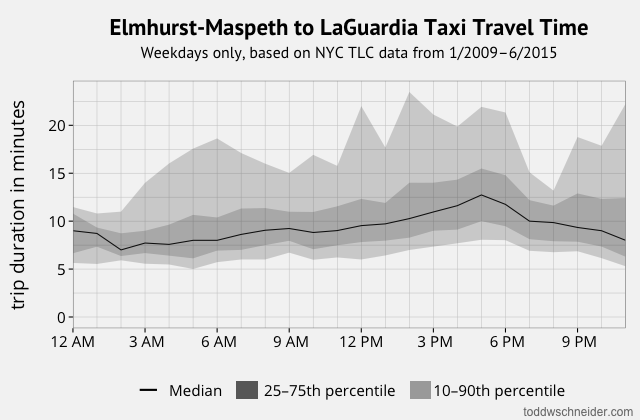 Elmhurst-Maspeth to LaGuardia Taxi Travel Time
Weekdays only, based on NYC TLC data from 1/2009–6/2015
trip duration in minutes
20
15
10
5
0
12 AM 3 AM 6 AM 9 AM 12 PM 3 PM 6 PM 9 PM
Median 25–75th percentile 10–90th percentile
toddwschneider.com